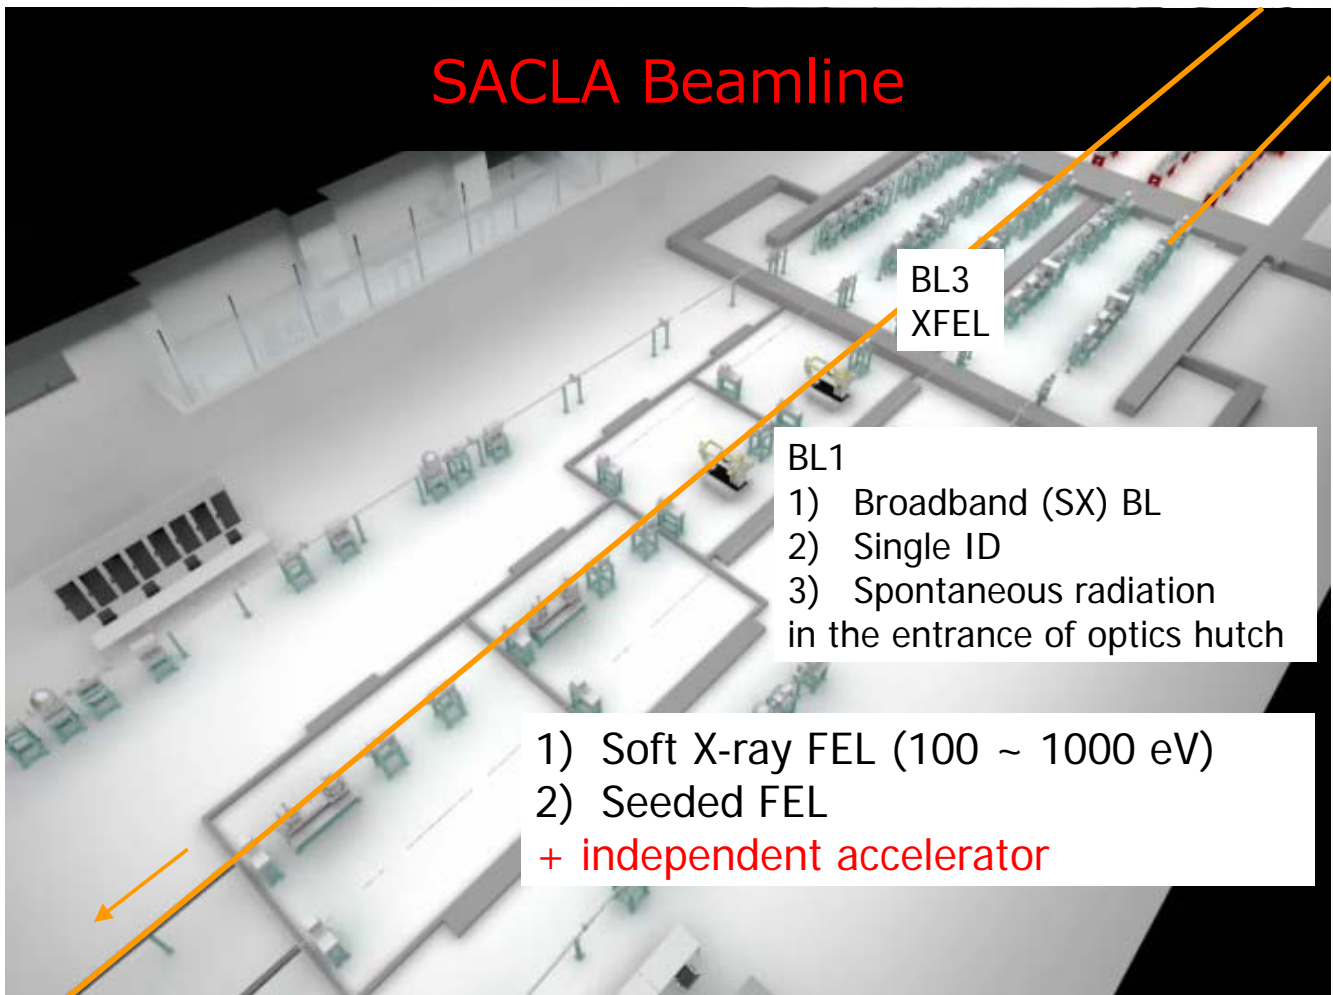 SACLA Beamline
BL3
XFEL
BL1
1) Broadband (SX) BL
2) Single ID
3) Spontaneous radiation
in the entrance of optics hutch
1) Soft X-ray FEL (100 ~ 1000 eV)
2) Seeded FEL
+ independent accelerator